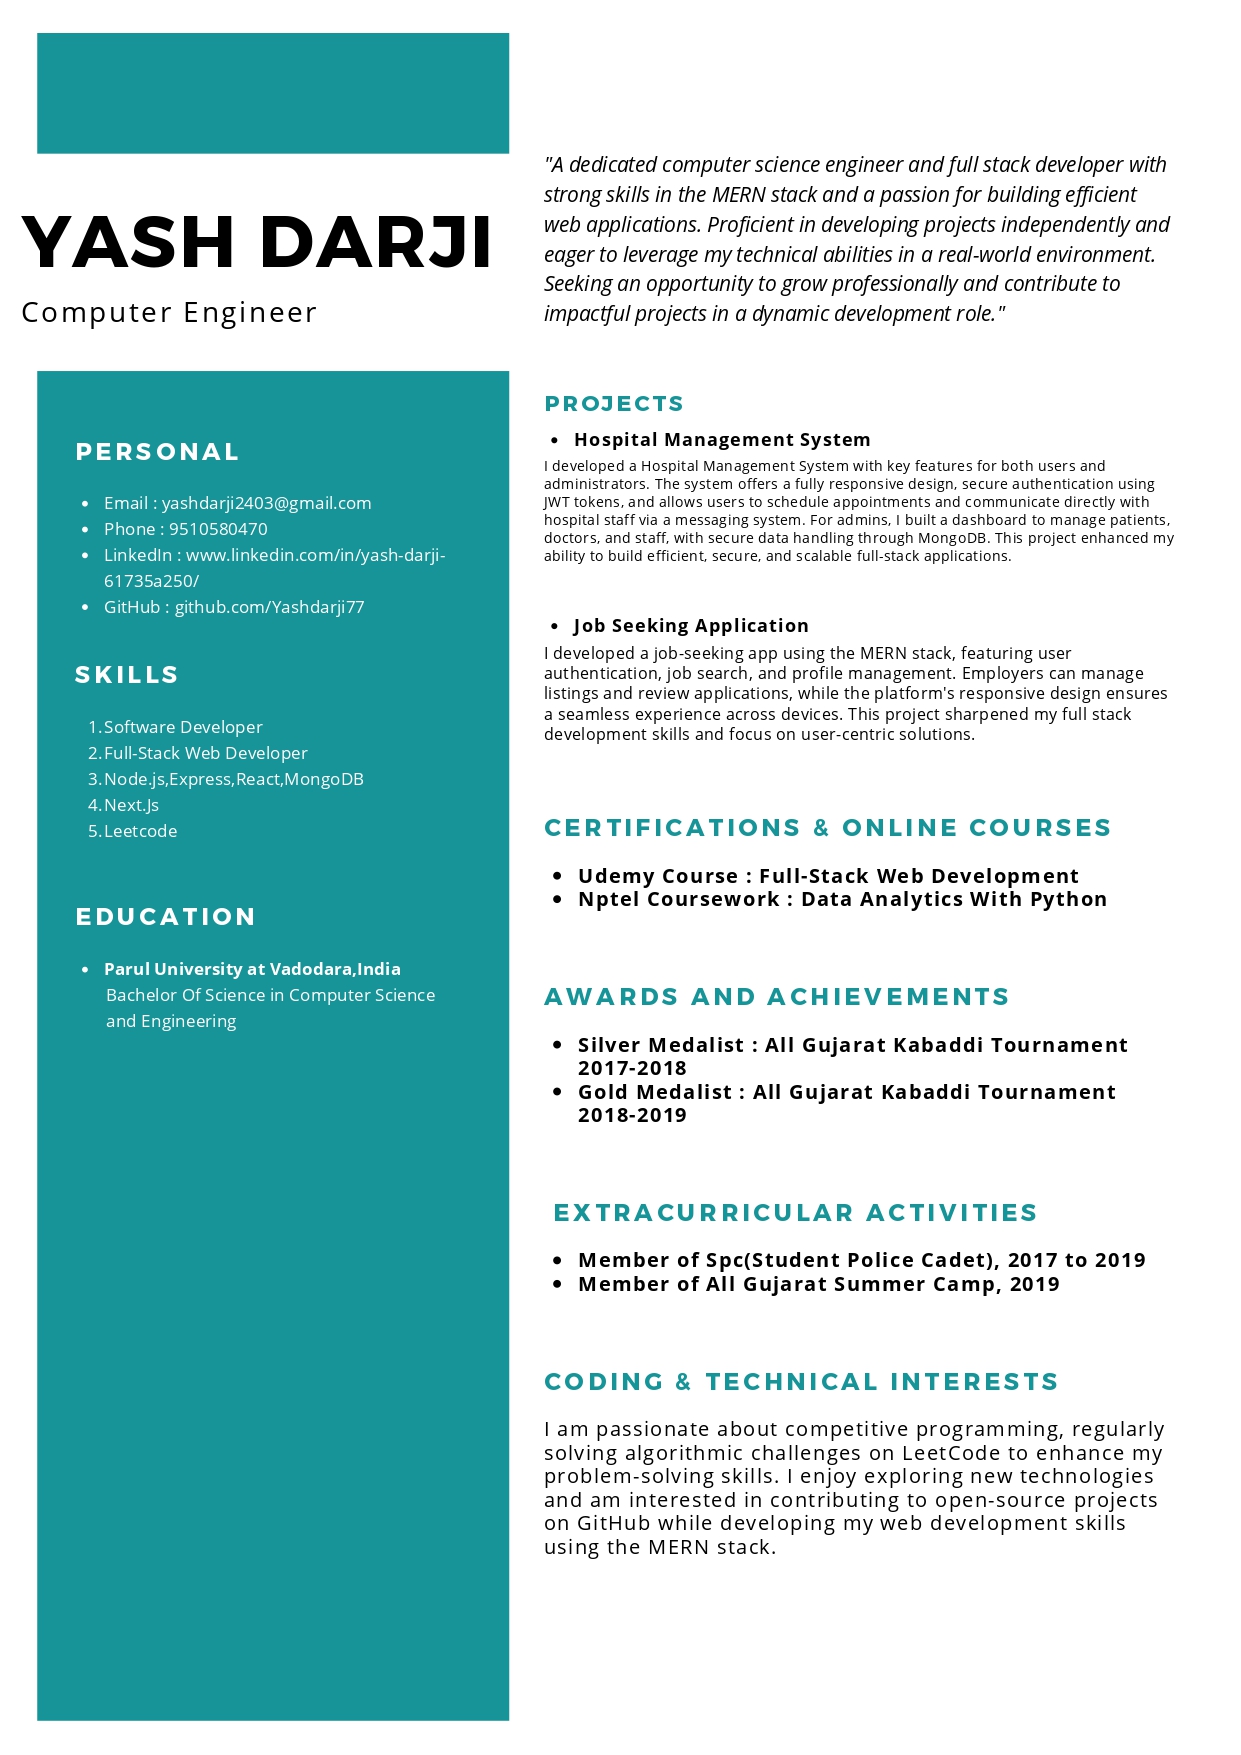 YASH DARJI
Computer Engineer
"A dedicated computer science engineer and full stack developer with
strong skills in the MERN stack and a passion for building efficient
web applications. Proficient in developing projects independently and
eager to leverage my technical abilities in a real-world environment.
Seeking an opportunity to grow professionally and contribute to
impactful projects in a dynamic development role."
PERSONAL
• Email : yashdarji2403@gmail.com
• Phone : 9510580470
• LinkedIn : www.linkedin.com/in/yash-darji-
61735a250/
• GitHub : github.com/Yashdarji77
SKILLS
1. Software Developer
2. Full-Stack Web Developer
3. Node.js,Express,React,MongoDB
4. Next.Js
5. Leetcode
EDUCATION
• Parul University at Vadodara,India
Bachelor Of Science in Computer Science
and Engineering
PROJECTS
• Hospital Management System
I developed a Hospital Management System with key features for both users and
administrators. The system offers a fully responsive design, secure authentication using
JWT tokens, and allows users to schedule appointments and communicate directly with
hospital staff via a messaging system. For admins, I built a dashboard to manage patients,
doctors, and staff, with secure data handling through MongoDB. This project enhanced my
ability to build efficient, secure, and scalable full-stack applications.
• Job Seeking Application
I developed a job-seeking app using the MERN stack, featuring user
authentication, job search, and profile management. Employers can manage
listings and review applications, while the platform's responsive design ensures
a seamless experience across devices. This project sharpened my full stack
development skills and focus on user-centric solutions.
CERTIFICATIONS & ONLINE COURSES
• Udemy Course : Full-Stack Web Development
• Nptel Coursework : Data Analytics With Python
AWARDS AND ACHIEVEMENTS
• Silver Medalist : All Gujarat Kabaddi Tournament
2017-2018
• Gold Medalist : All Gujarat Kabaddi Tournament
2018-2019
EXTRACURRICULAR ACTIVITIES
• Member of Spc(Student Police Cadet), 2017 to 2019
• Member of All Gujarat Summer Camp, 2019
CODING & TECHNICAL INTERESTS
I am passionate about competitive programming, regularly
solving algorithmic challenges on LeetCode to enhance my
problem-solving skills. I enjoy exploring new technologies
and am interested in contributing to open-source projects
on GitHub while developing my web development skills
using the MERN stack.